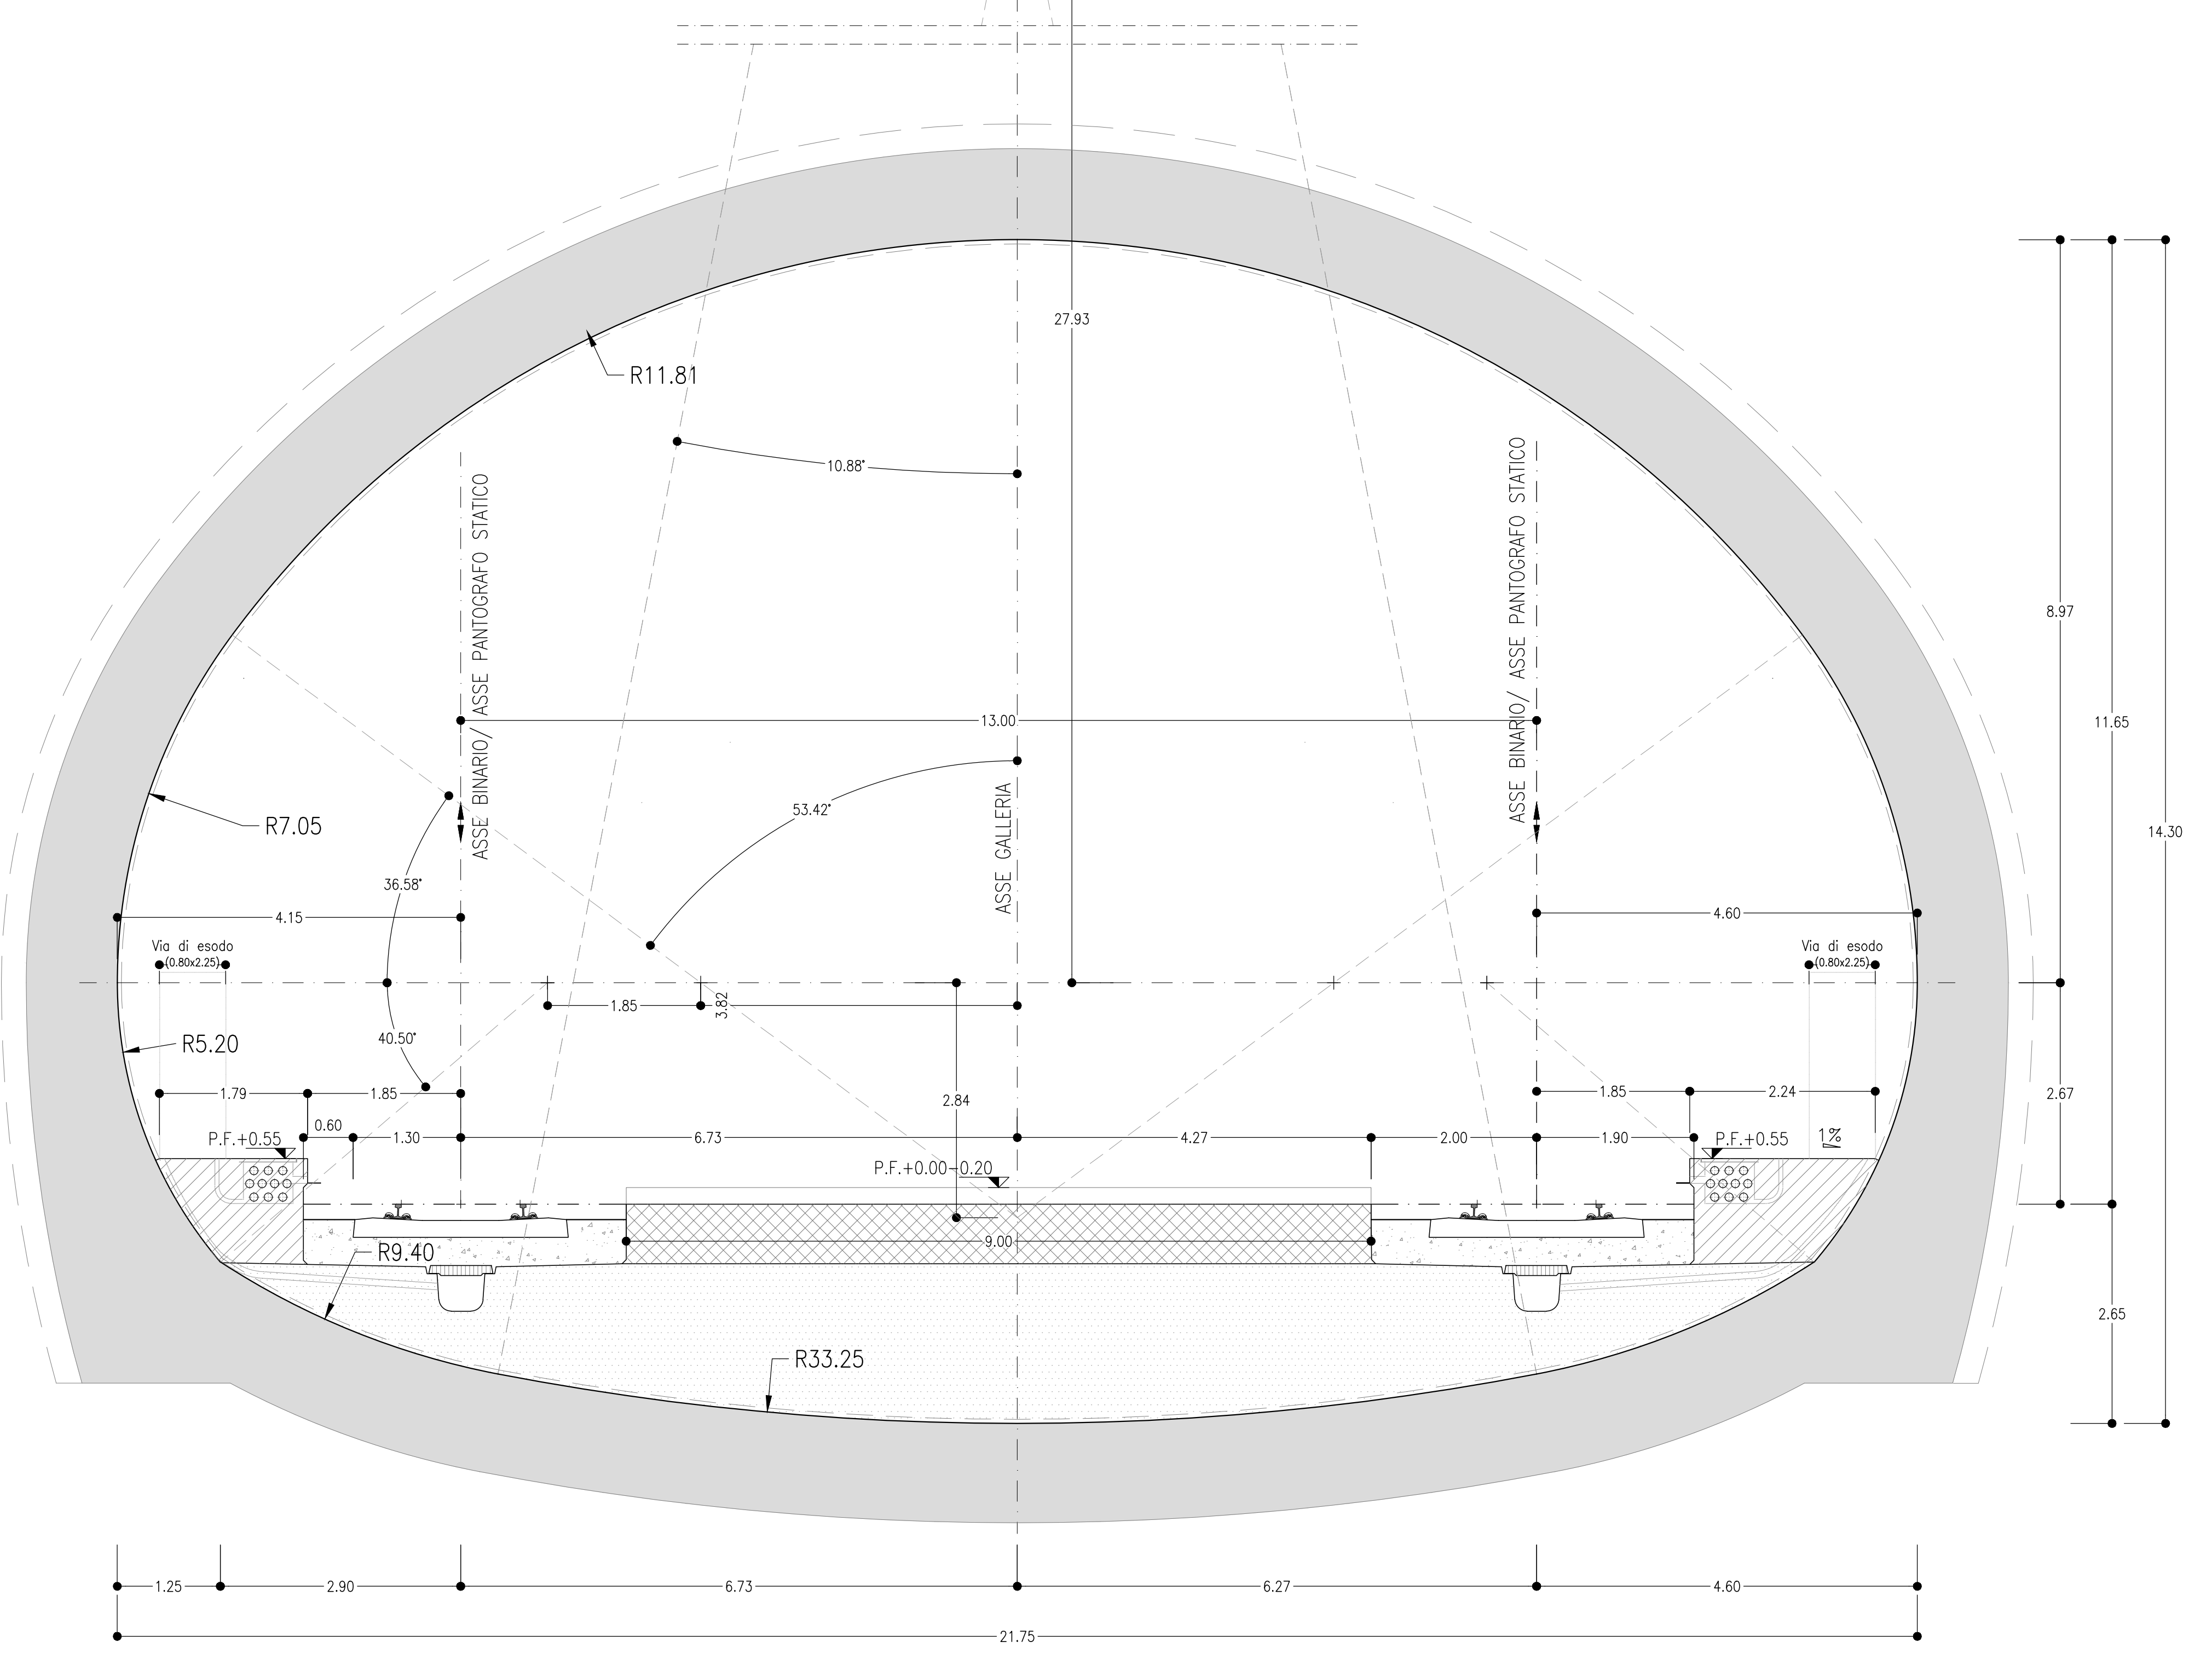 27.93
R11.81
10.88°
ASSE BINARIO/ ASSE PANTOGRAFO STATICO
ASSE BINARIO/ ASSE PANTOGRAFO STATICO
8.97
11.65
14.30
13.00
53.42°
ASSE GALLERIA
R7.05
36.58°
4.15
4.60
Via di esodo
(0.80x2.25)
Via di esodo
(0.80x2.25)
1.85
3.82
R5.20
40.50°
1.79
1.85
2.84
1.85
2.24
2.67
0.60
1.30
6.73
4.27
2.00
1.90
P.F.+0.55
P.F.+0.55
1%
P.F.+0.00-0.20
R9.40
9.00
2.65
R33.25
1.25
2.90
6.73
6.27
4.60
21.75